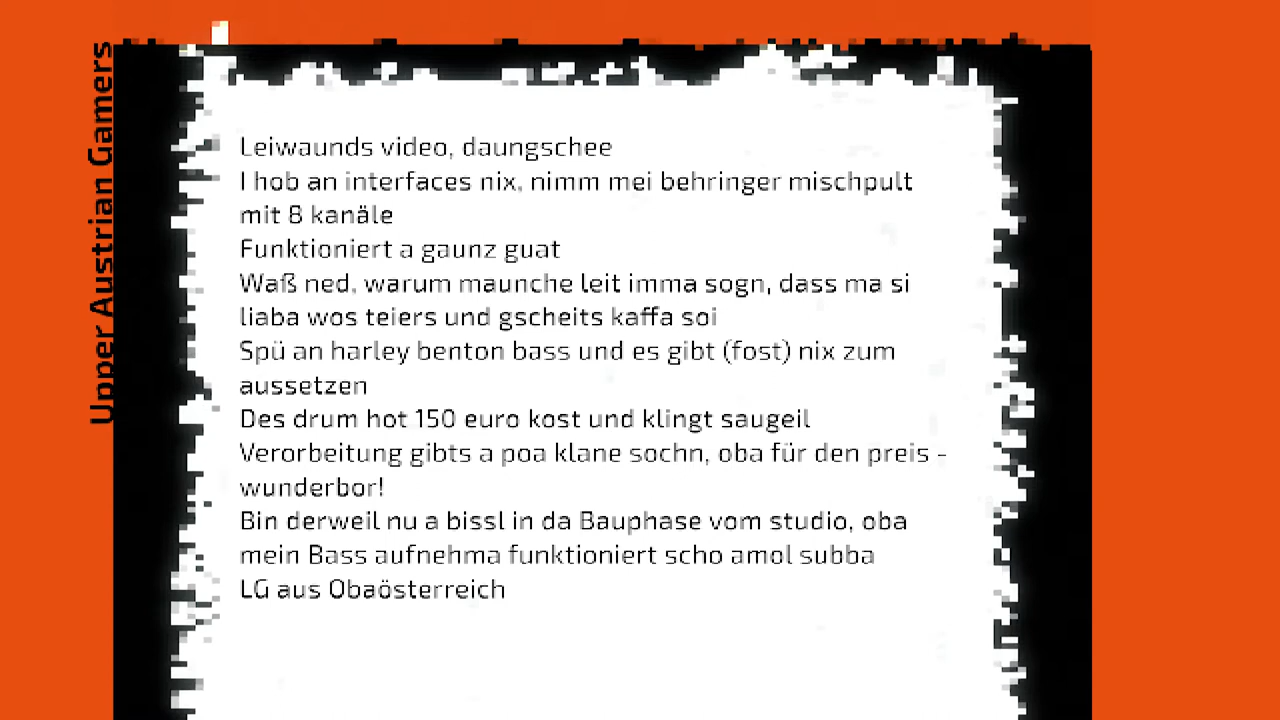 Upper Austrian Gamers
Leiwaunds video, daungschee
I hob an interfaces nix, nimm mei behringer mischpult
mit 8 kanäle
Funktioniert a gaunz guat
Waß ned, warum maunche leit imma sogn, dass ma si
liaba wos teiers und gscheits kaffa soi
Spü an harley benton bass und es gibt (fost) nix zum
aussetzen
Des drum hot 150 euro kost und klingt saugeil
Verorbeitung gibts a poa klane sochn, oba für den preis -
wunderbor!
Bin derweil nu a bissl in da Bauphase vom studio, oba
mein Bass aufnehma funktioniert scho amol subba
LG aus Obaösterreich